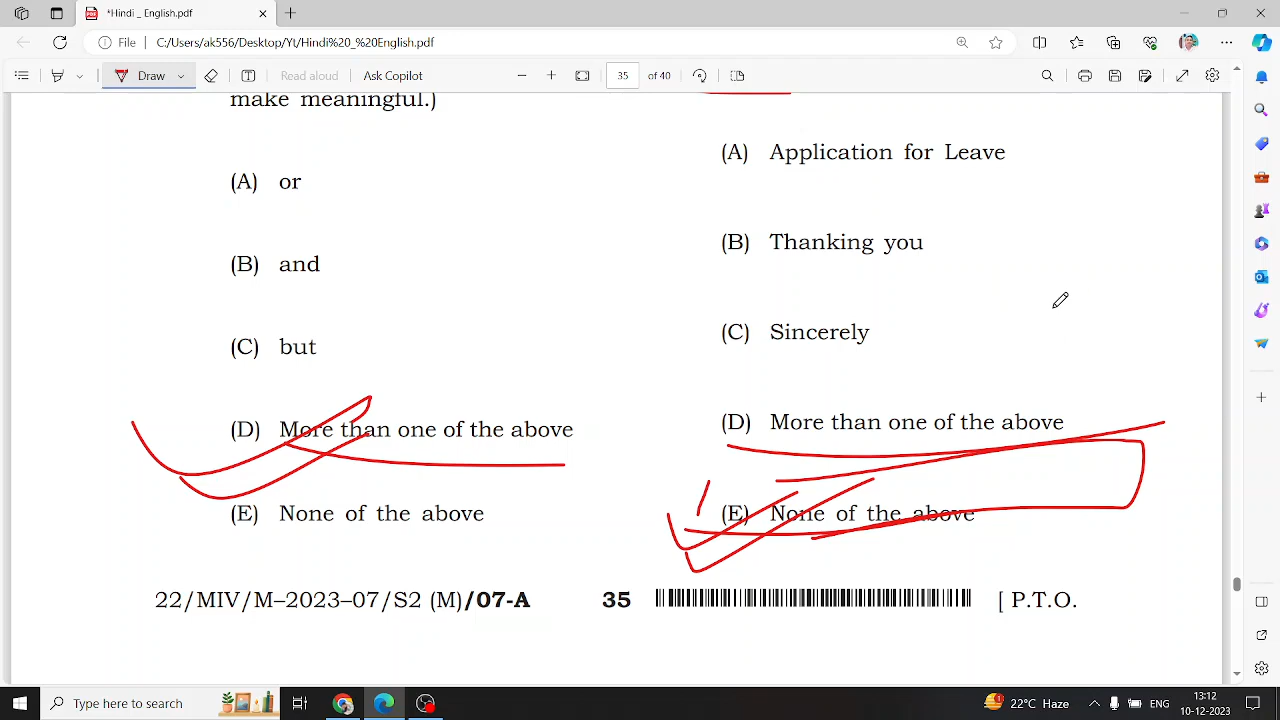 *Hindi _ English.pdf
File
C:/Users/ak556/Desktop/Yt/Hindi%20_%20English.pdf
Draw
Read aloud
Ask Copilot
35
of 40
make meaningful.)
(A) or
(B) and
(C) but
(D) More than one of the above
(E) None of the above
(A) Application for Leave
(B) Thanking you
(C) Sincerely
(D) More than one of the above
(E) None of the above
22/MIV/M–2023–07/S2 (M)/07-A
35
[ P.T.O.
Type here to search
22°C Haze
ENG
13:12
10-12-2023